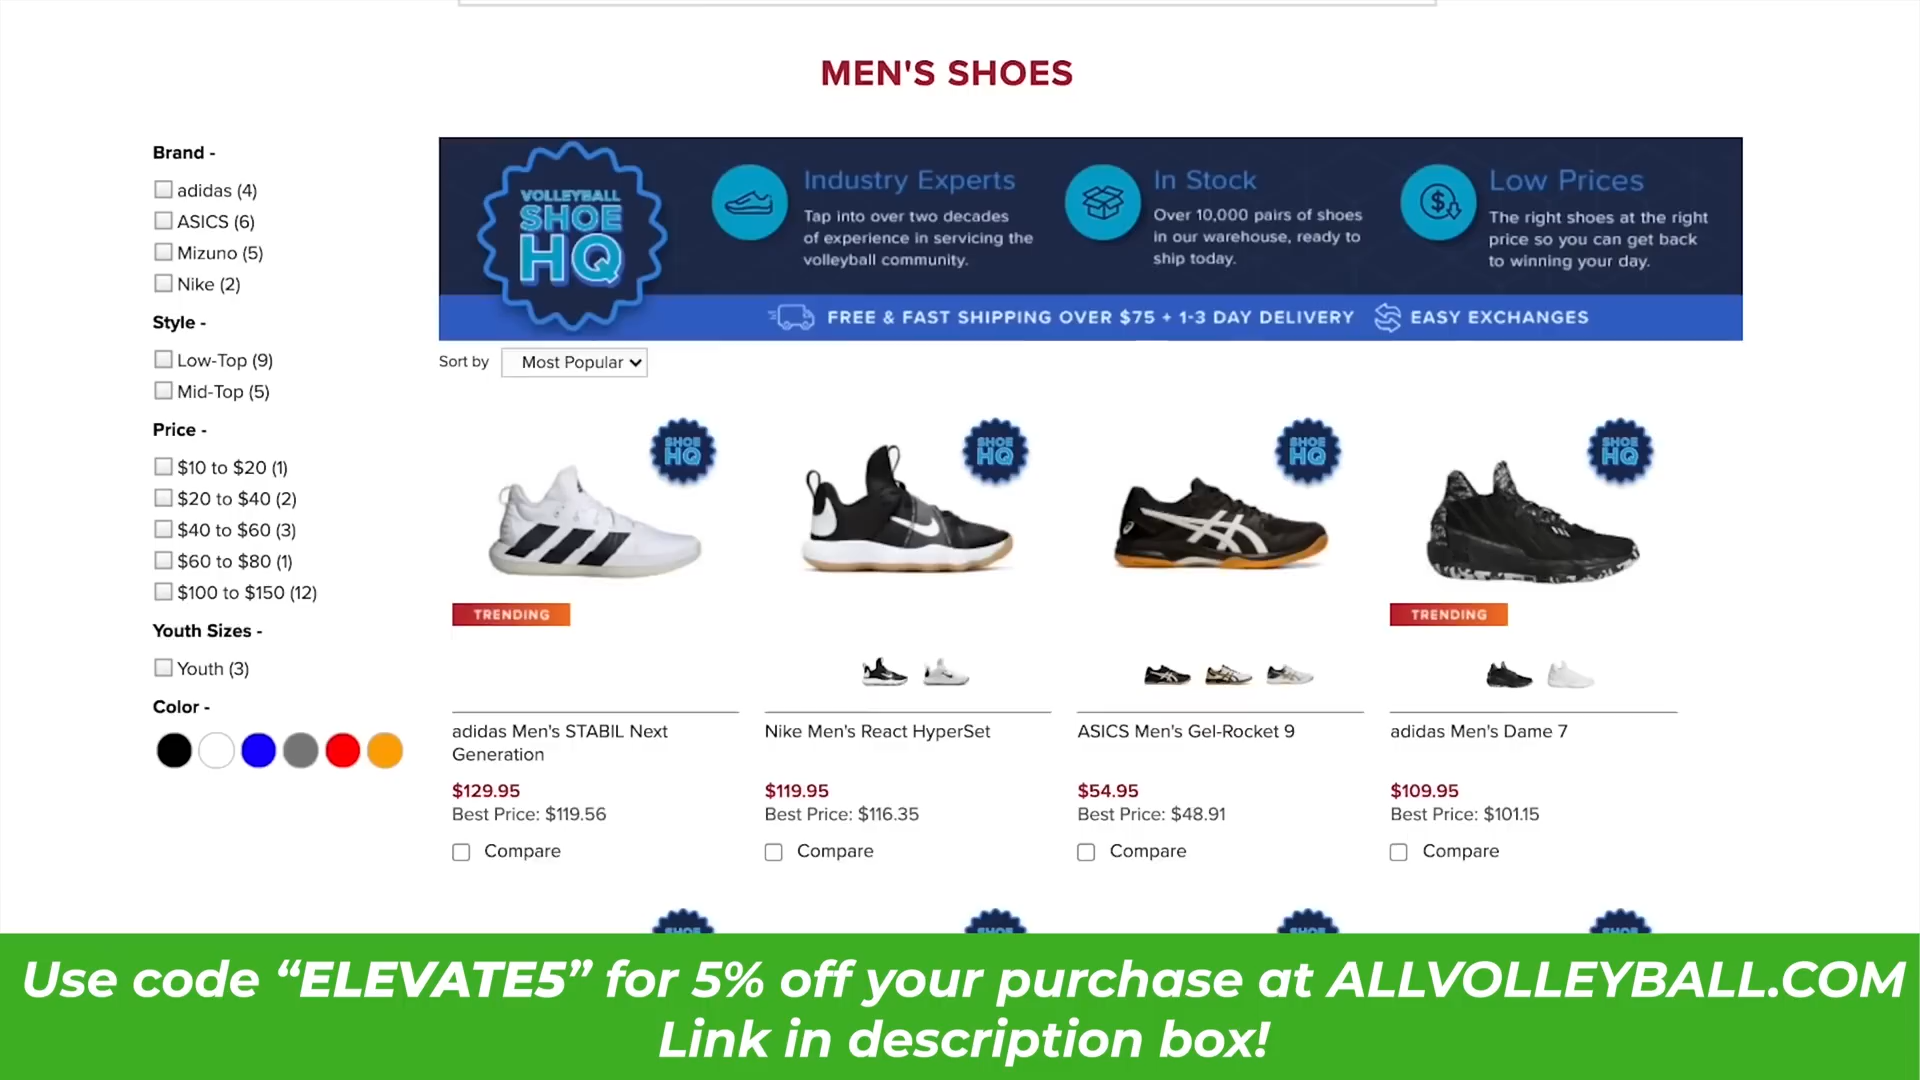 MEN'S SHOES
Brand -
adidas (4)
ASICS (6)
Mizuno (5)
Nike (2)
Style -
Low-Top (9)
Mid-Top (5)
Price -
$10 to $20 (1)
$20 to $40 (2)
$40 to $60 (3)
$60 to $80 (1)
$100 to $150 (12)
Youth Sizes -
Youth (3)
Color -
VOLLEYBALL
SHOE
HQ
Industry Experts
Tap into over two decades
of experience in servicing the
volleyball community.
In Stock
Over 10,000 pairs of shoes
in our warehouse, ready to
ship today.
Low Prices
The right shoes at the right
price so you can get back
to winning your day.
FREE & FAST SHIPPING OVER $75 + 1-3 DAY DELIVERY
EASY EXCHANGES
Sort by
Most Popular
SHOE
HQ
TRENDING
adidas Men's STABIL Next
Generation
$129.95
Best Price: $119.56
Compare
SHOE
HQ
Nike Men's React HyperSet
$119.95
Best Price: $116.35
Compare
SHOE
HQ
ASICS Men's Gel-Rocket 9
$54.95
Best Price: $48.91
Compare
SHOE
HQ
TRENDING
adidas Men's Dame 7
$109.95
Best Price: $101.15
Compare
SHOE
SHOE
SHOE
SHOE
Use code “ELEVATE5” for 5% off your purchase at ALLVOLLEYBALL.COM
Link in description box!